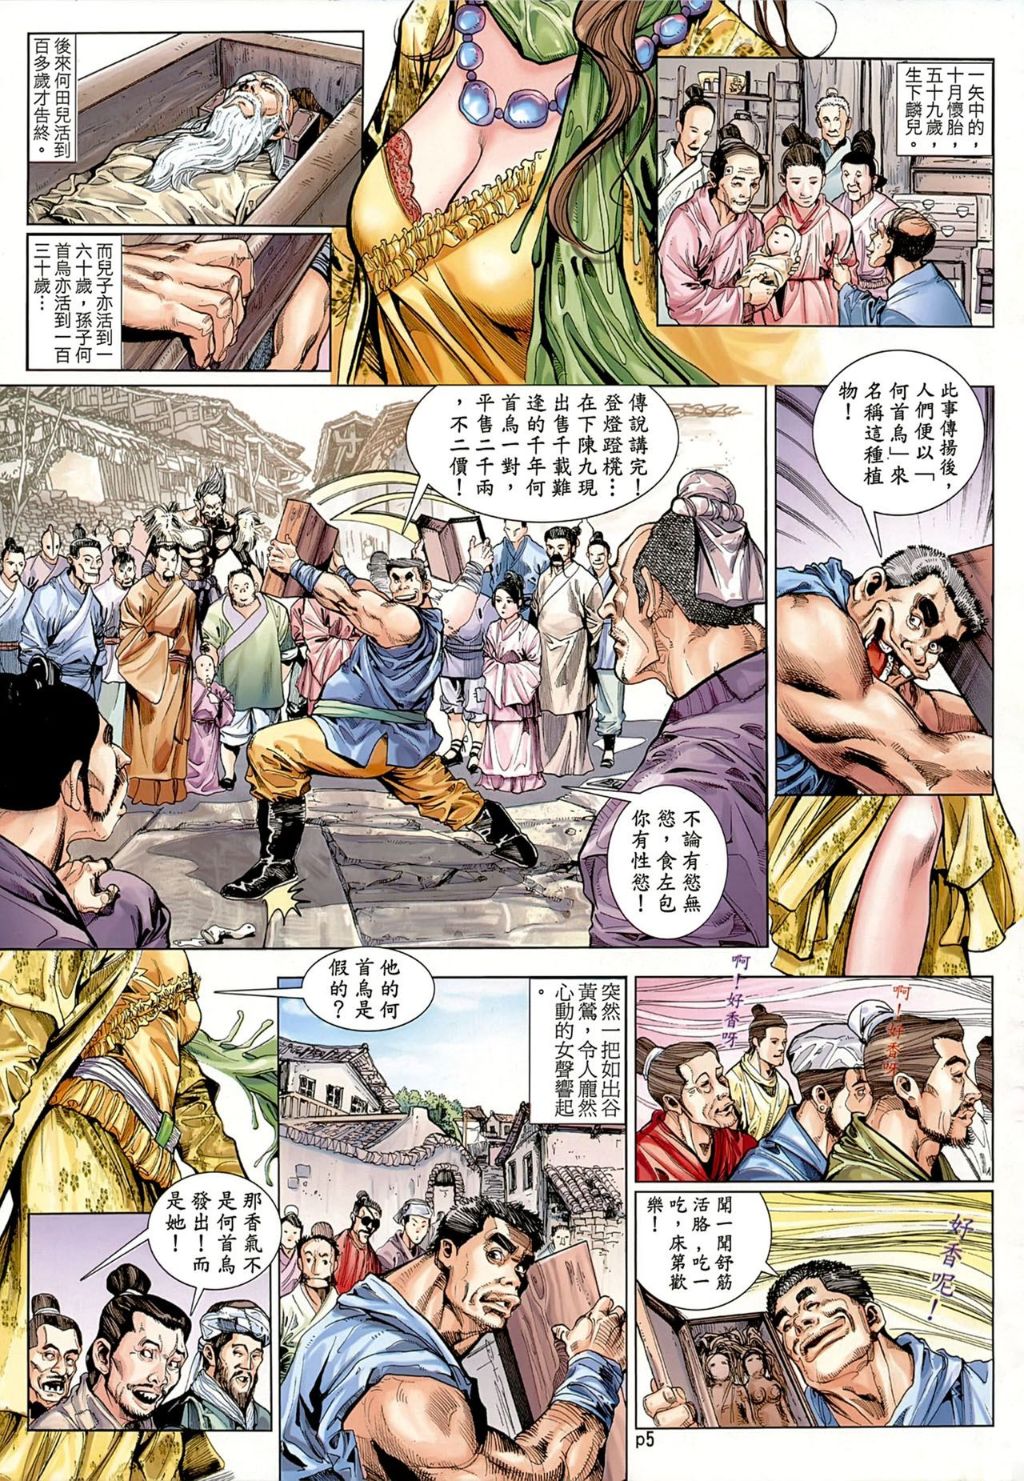 一矢中的，
十月懷胎，
五十九歲，
生下麟兒。
後來何田兒活到
百多歲才告終。
而兒子亦活到一
六十歲，孫子何
首烏亦活到一百
三十歲…
此事傳揚後，
人們便以「
何首烏」來
名稱這種植
物！
傳說講完！
登燈蹬櫈…
在下陳九現
出售千載難
逢的千年何
首烏一對，
平售二千兩
，不二價！
不論有慾無
慾，食左包
你有性慾！
啊！好香呀
啊！好香呀
突然一把如出谷
黃鶯，令人龐然
心動的女聲響起
。
他的何
首烏是
假的？
好香呢！
聞一聞舒筋
活胳，吃一
吃，床第歡
樂！
那香氣不
是何首烏
發出！而
是她！
p5